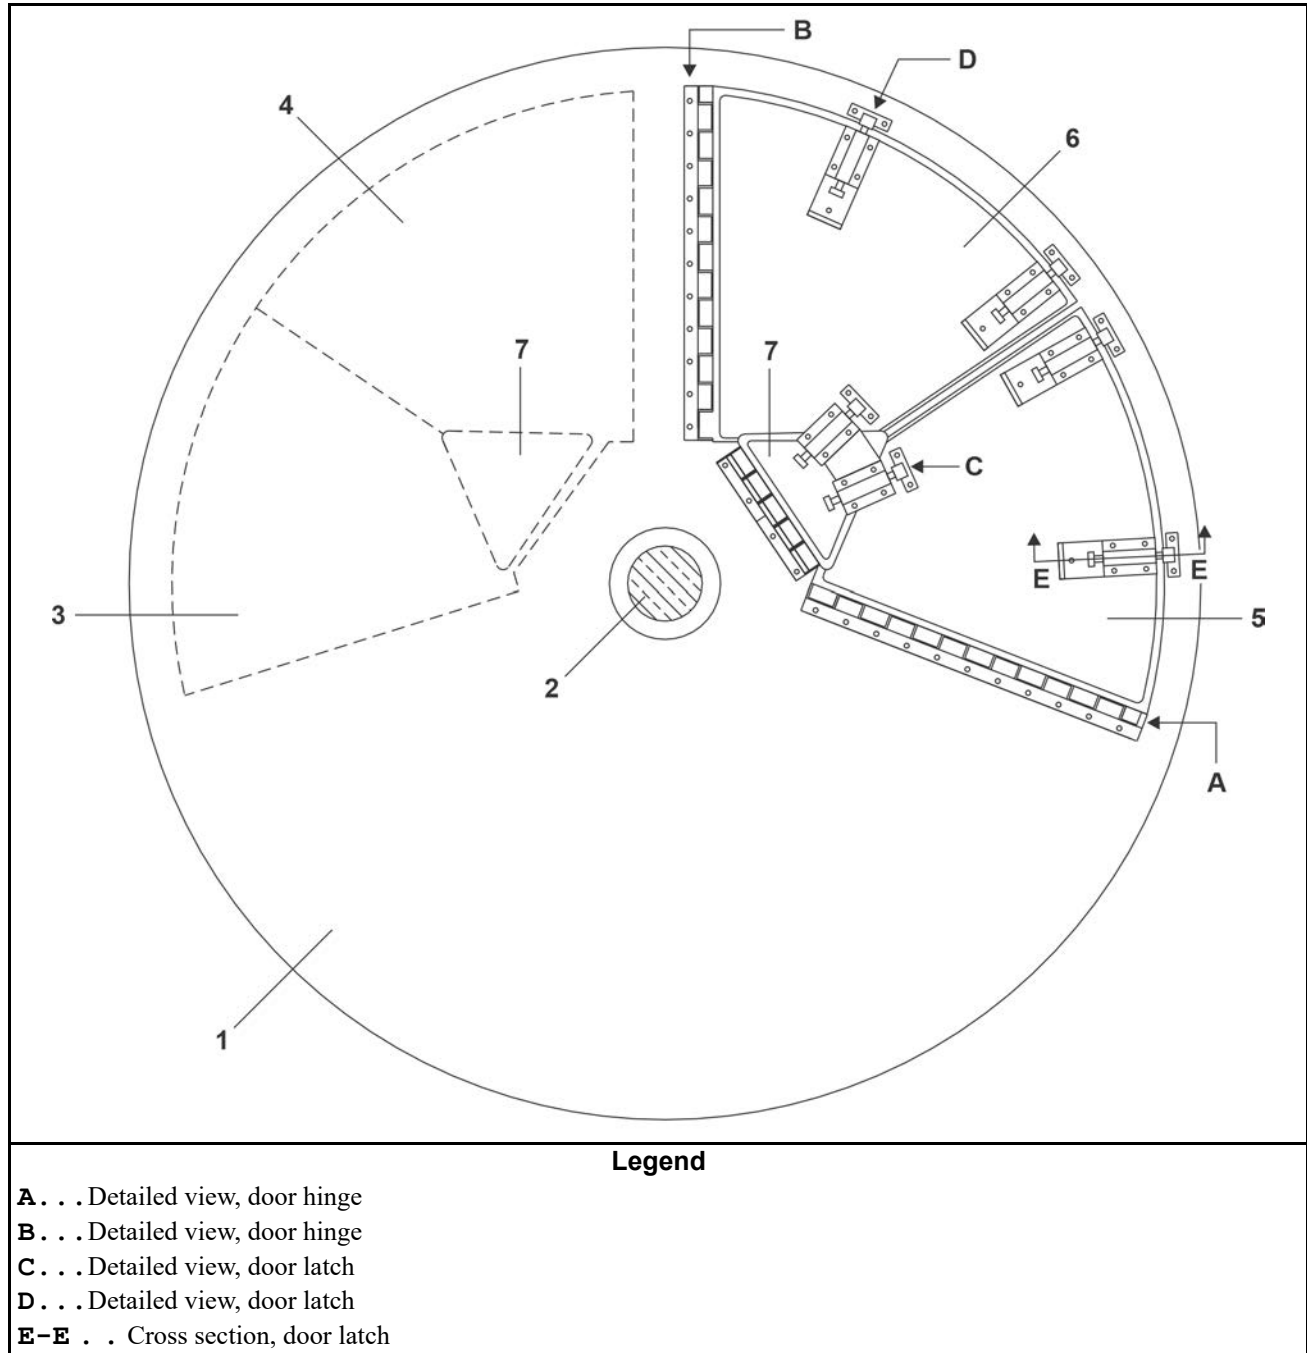 B
D
4
6
7
7
C
E
E
3
5
2
A
1
Legend
A...Detailed view, door hinge
B...Detailed view, door hinge
C...Detailed view, door latch
D...Detailed view, door latch
E-E . . Cross section, door latch